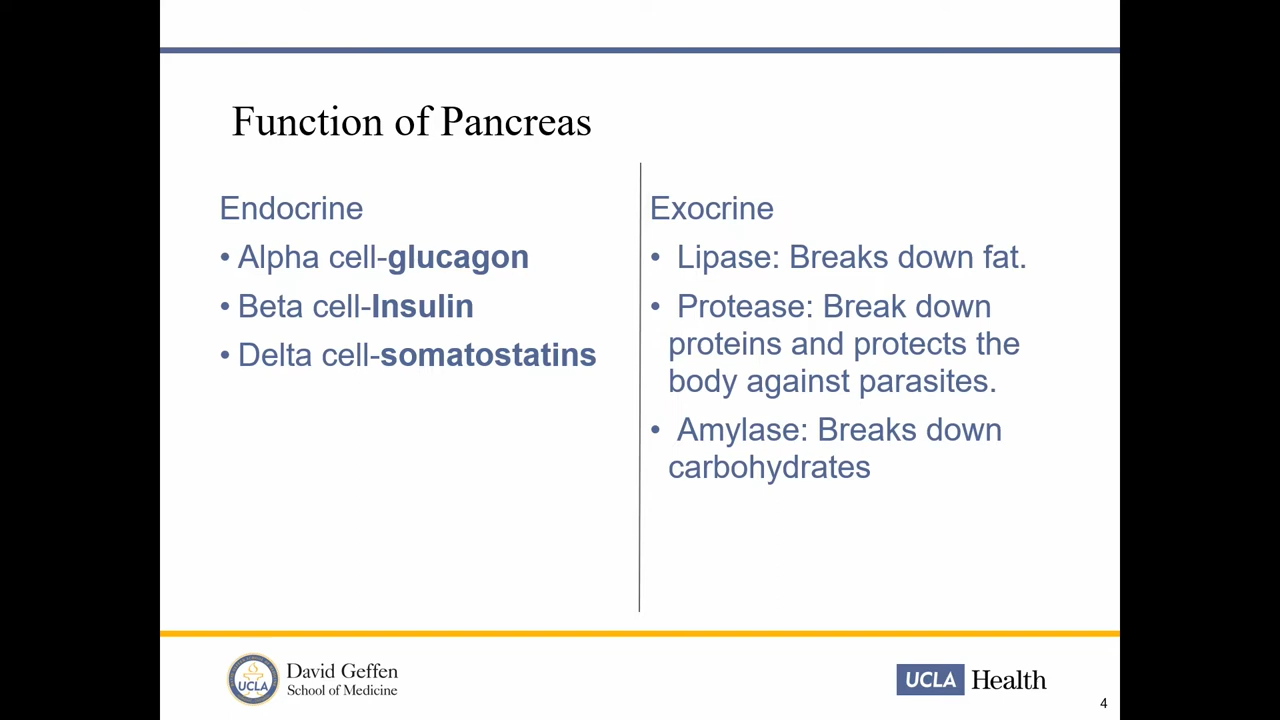 Function of Pancreas
Endocrine
• Alpha cell-glucagon
• Beta cell-Insulin
• Delta cell-somatostatins
Exocrine
• Lipase: Breaks down fat.
• Protease: Break down
proteins and protects the
body against parasites.
• Amylase: Breaks down
carbohydrates
UCLA
David Geffen
School of Medicine
UCLA Health
4